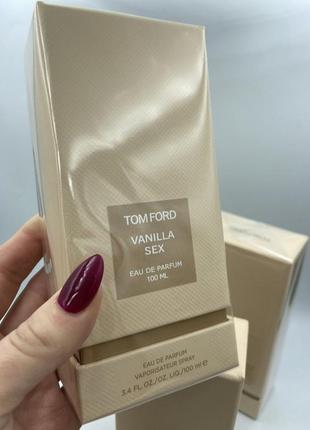 TOM FORD
VANILLA
SEX
EAU DE PARFUM
100 ML
EAU DE PARFUM
VAPORISATEUR SPRAY
3.4 FL. OZ./OZ. LIQ./100 ml ℮